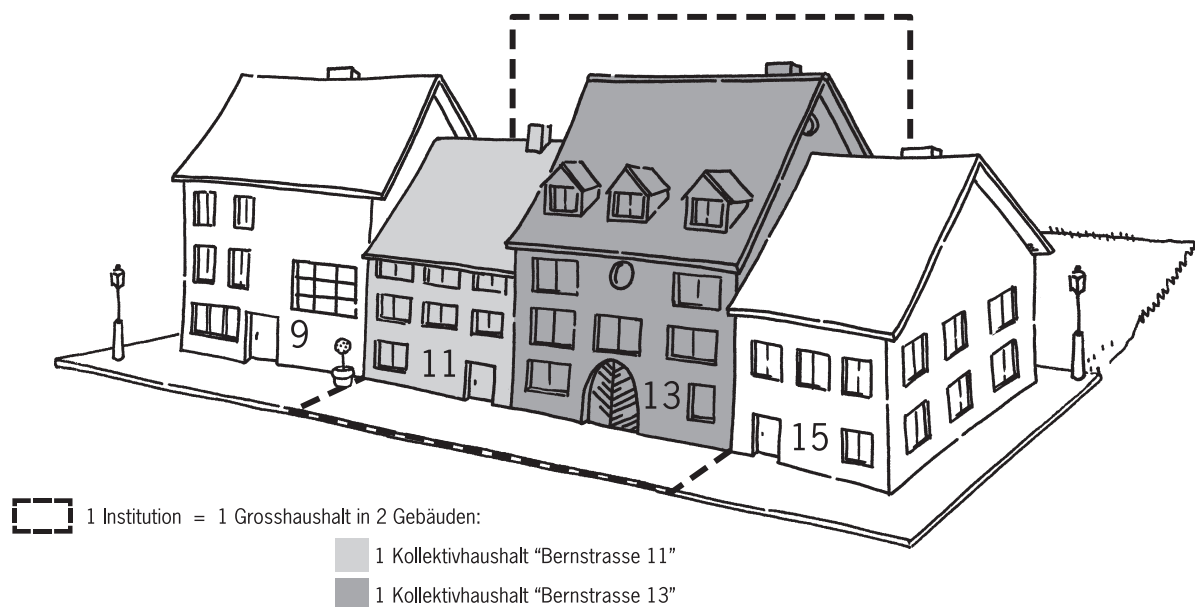 9
11
13
15
1 Institution = 1 Grosshaushalt in 2 Gebäuden:
1 Kollektivhaushalt “Bernstrasse 11”
1 Kollektivhaushalt “Bernstrasse 13”